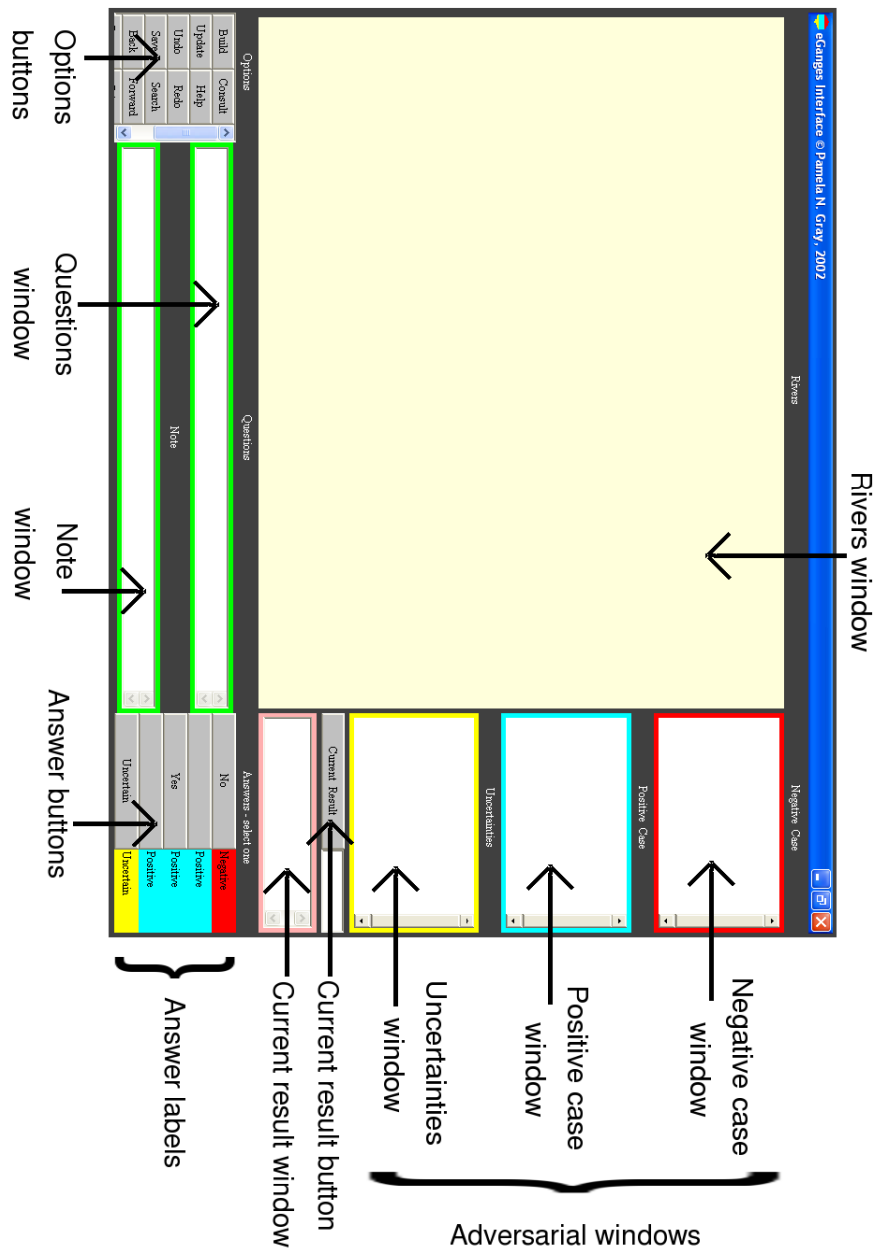 Rivers window
eGanges Interface © Pamela N. Gray, 2002
Rivers
Negative Case
Positive Case
Uncertainties
Current Result
Options
Questions
Answers - select one
Build
Consult
Update
Help
Undo
Redo
Save
Search
Back
Forward
Note
No
Negative
Positive
Yes
Positive
Positive
Uncertain
Uncertain
Negative case
window
Positive case
window
Uncertainties
window
Current result button
Current result window
Answer labels
Adversarial windows
Options
buttons
Questions
window
Note
window
Answer buttons